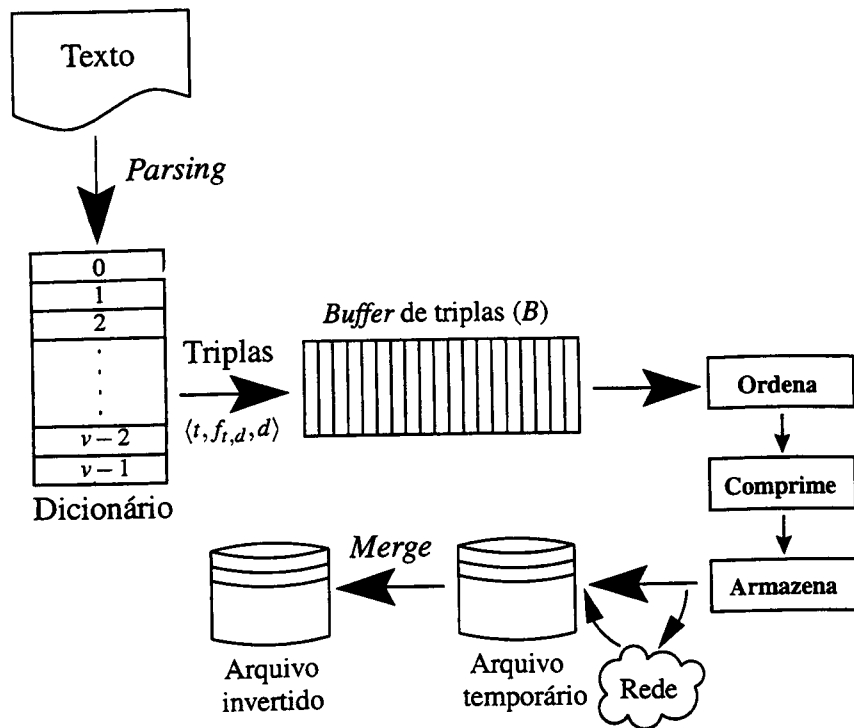 Texto
Parsing
0
1
2
v – 2
v – 1
Dicionário
Triplas
⟨t, f_{t,d}, d⟩
Buffer de triplas (B)
Ordena
Comprime
Armazena
Merge
Arquivo
invertido
Arquivo
temporário
Rede